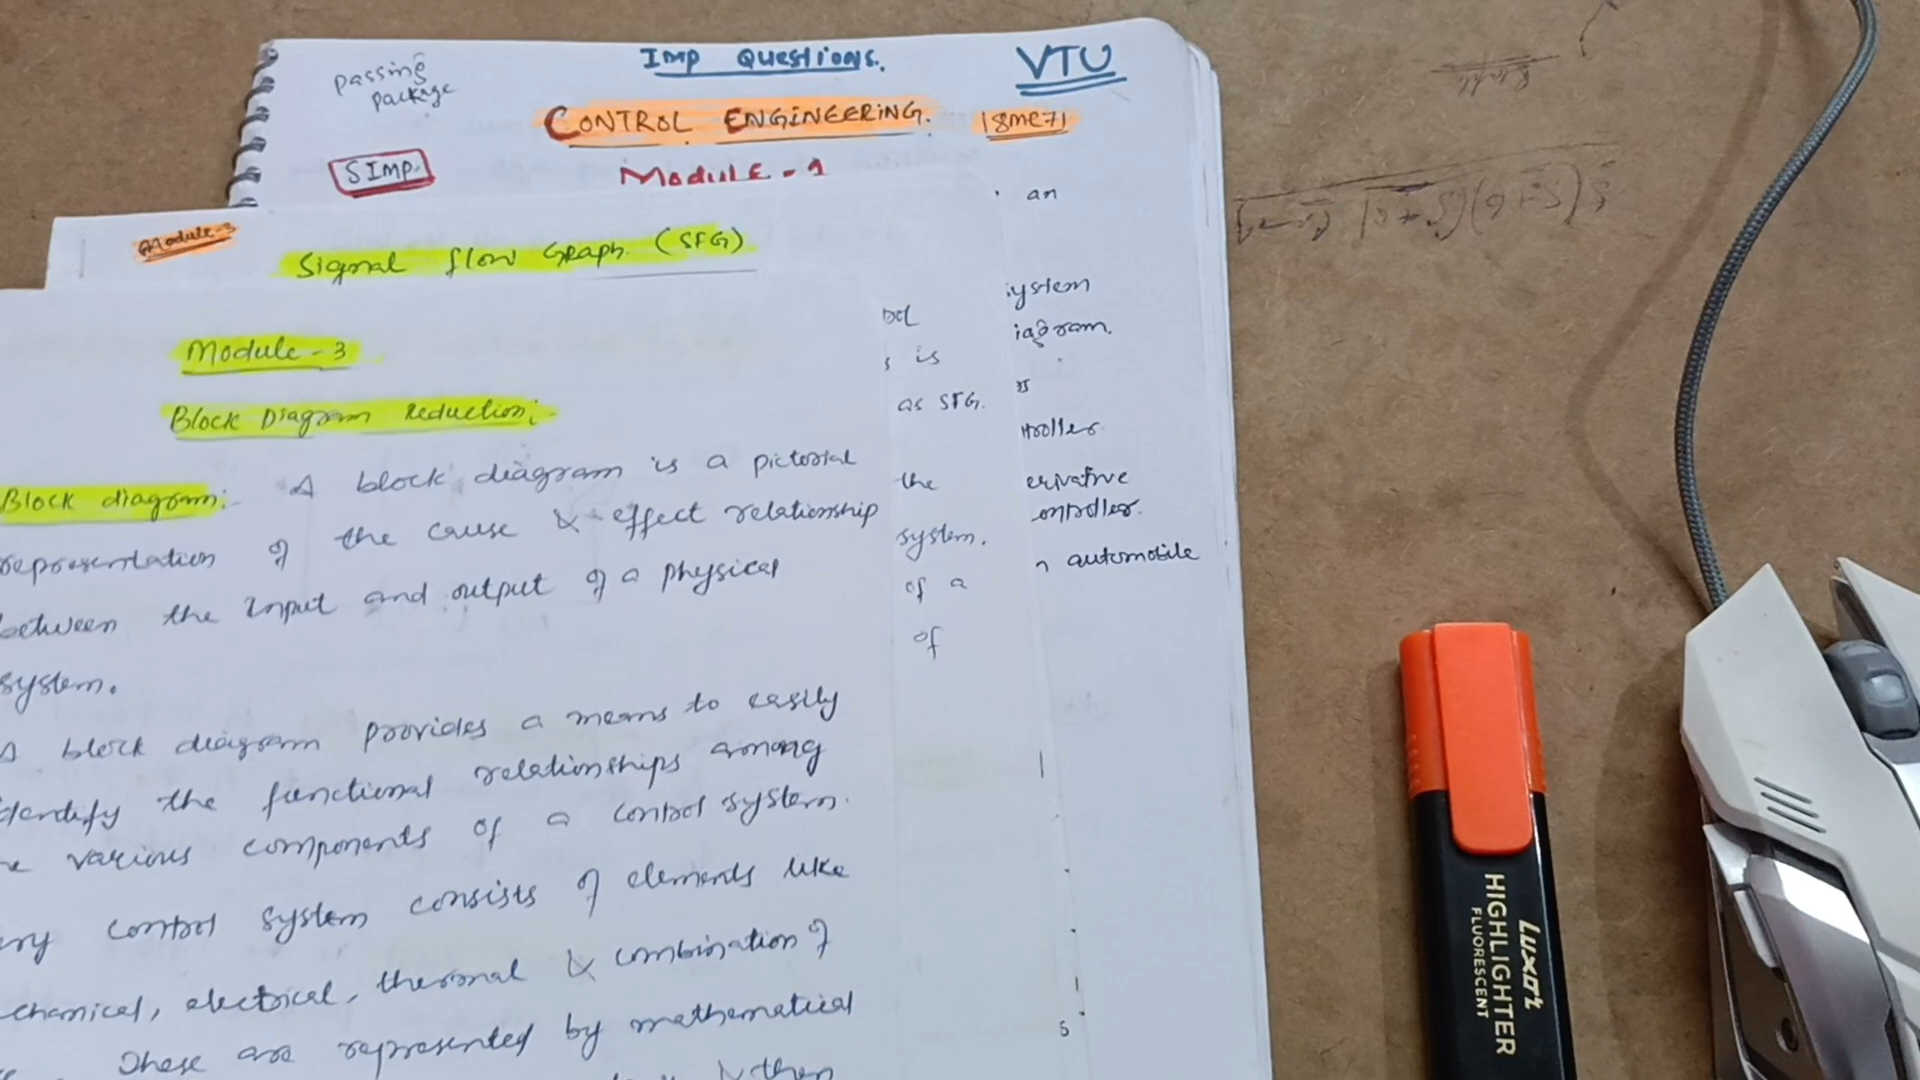 Imp Questions.
VTU
passing
package
CONTROL ENGINEERING.
18ME71
SImp.
Module - 1
an
Module-3
Signal flow Graph. (SFG)
system
iagram.
is
as SFG.
troller
the
erivative
ontroller.
system.
automobile
of a
of
Module - 3
Block Diagram Reduction:-
Block diagram:- A block diagram is a pictorial
representation of the cause & effect relationship
between the Input and output of a physical
system.
A block diagram provides a means to easily
identify the functional relationships among
various components of a control system.
control system consists of elements like
electrical, thermal & combination of
These are represented by mathematical
& then
s
Luxor
HIGHLIGHTER
FLUORESCENT